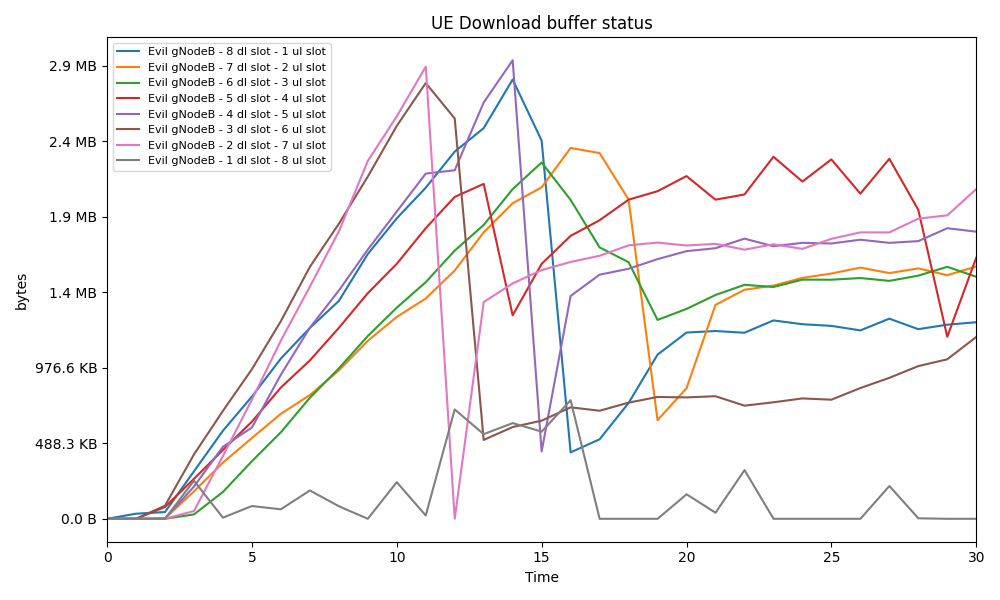 UE Download buffer status
Evil gNodeB - 8 dl slot - 1 ul slot
Evil gNodeB - 7 dl slot - 2 ul slot
Evil gNodeB - 6 dl slot - 3 ul slot
Evil gNodeB - 5 dl slot - 4 ul slot
Evil gNodeB - 4 dl slot - 5 ul slot
Evil gNodeB - 3 dl slot - 6 ul slot
Evil gNodeB - 2 dl slot - 7 ul slot
Evil gNodeB - 1 dl slot - 8 ul slot
2.9 MB
2.4 MB
1.9 MB
1.4 MB
976.6 KB
488.3 KB
0.0 B
bytes
0 5 10 15 20 25 30
Time